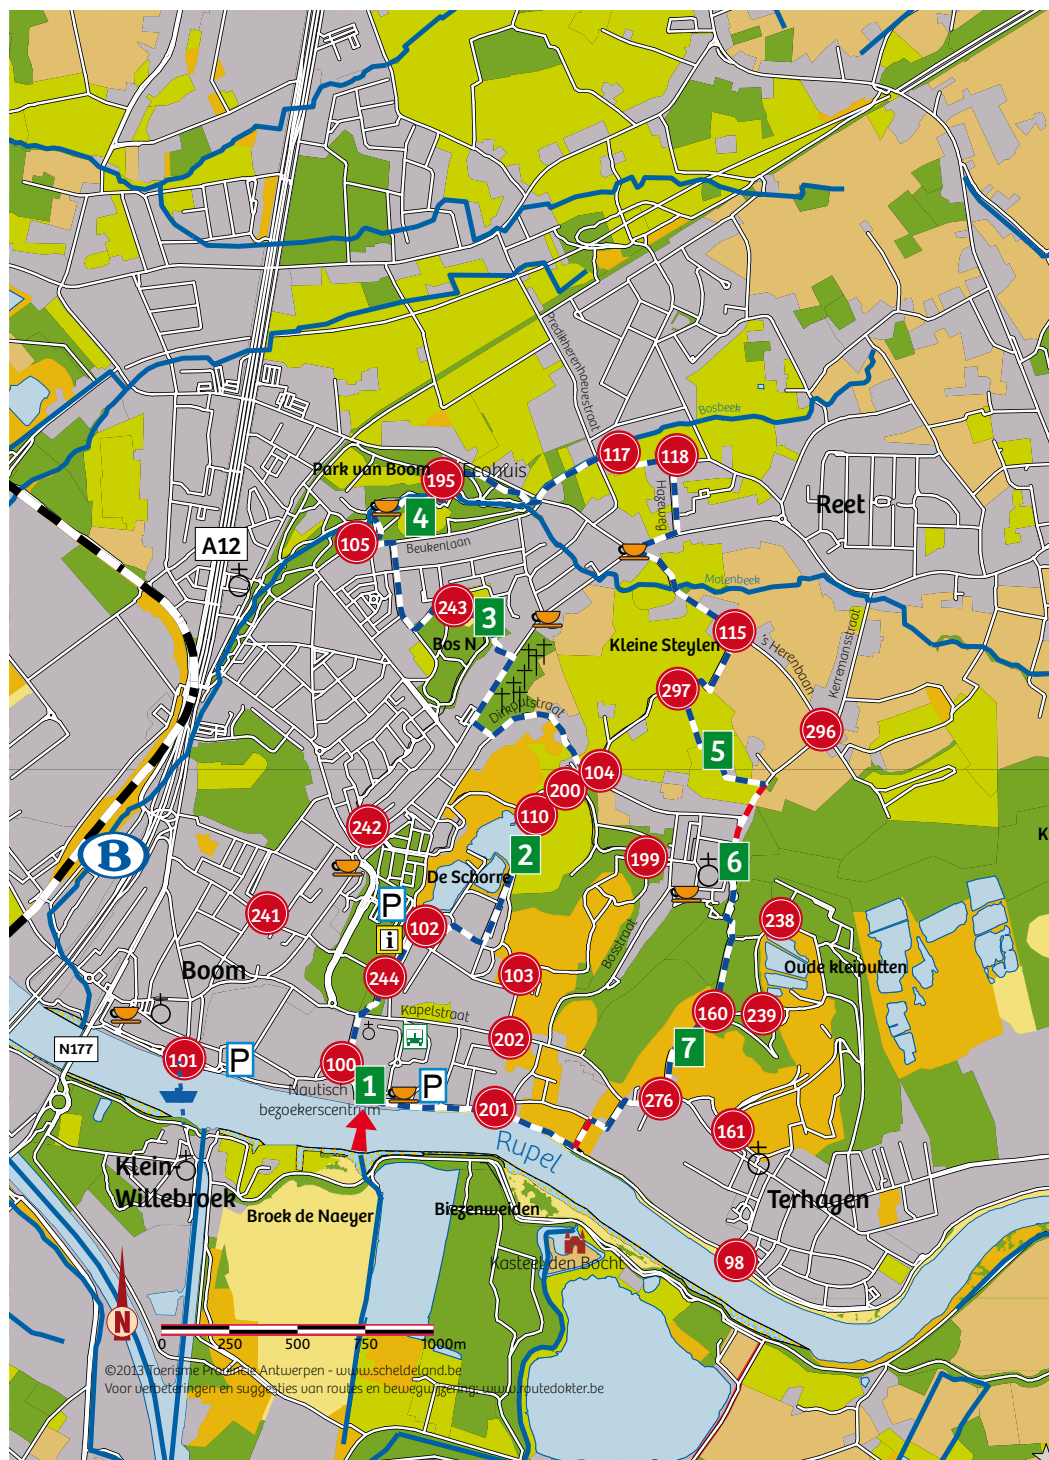 Predikherenhoevestraat
Bosbeek
117
118
Park van Boom
Ecohuis
195
Hageweg
Reet
4
A12
105
Beukenlaan
Molenbeek
243
3
115
Bos N
Kleine Steylen
's Herenbaan
Kerremansstraat
297
Dirkputstraat
296
5
104
200
110
242
K
B
2
199
6
De Schorre
P
241
102
238
i
Bosstraat
Boom
244
103
Oude kleiputten
Kapelstraat
160
239
N177
202
7
101
P
100
1
P
Nautisch
bezoekerscentrum
201
276
161
Rupel
Klein-
Willebroek
Terhagen
Broek de Naeyer
Biezenweiden
98
Kasteel den Bocht
N
0 250 500 750 1000m
©2013 Toerisme Provincie Antwerpen - www.scheldeland.be
Voor verbeteringen en suggesties van routes en bewegwijzering: www.routedokter.be